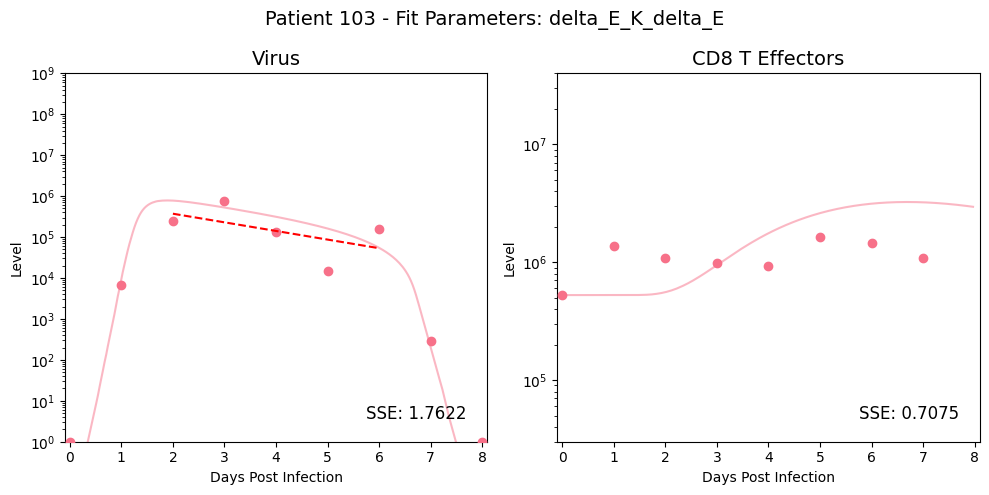 Patient 103 - Fit Parameters: delta_E_K_delta_E
Virus
CD8 T Effectors
10^9
10^8
10^7
10^6
10^5
10^4
10^3
10^2
10^1
10^0
Level
SSE: 1.7622
0 1 2 3 4 5 6 7 8
Days Post Infection
10^7
10^6
10^5
Level
SSE: 0.7075
0 1 2 3 4 5 6 7 8
Days Post Infection